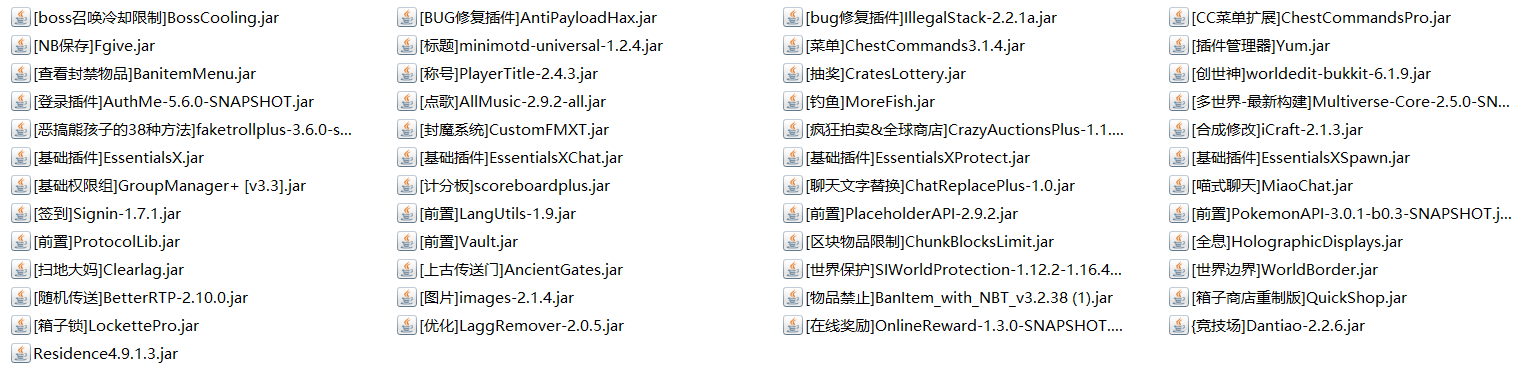 [boss召唤冷却限制]BossCooling.jar
[BUG修复插件]AntiPayloadHax.jar
[bug修复插件]IllegalStack-2.2.1a.jar
[CC菜单扩展]ChestCommandsPro.jar
[NB保存]Fgive.jar
[标题]minimotd-universal-1.2.4.jar
[菜单]ChestCommands3.1.4.jar
[插件管理器]Yum.jar
[查看封禁物品]BanitemMenu.jar
[称号]PlayerTitle-2.4.3.jar
[抽奖]CratesLottery.jar
[创世神]worldedit-bukkit-6.1.9.jar
[登录插件]AuthMe-5.6.0-SNAPSHOT.jar
[点歌]AllMusic-2.9.2-all.jar
[钓鱼]MoreFish.jar
[多世界-最新构建]Multiverse-Core-2.5.0-SN...
[恶搞熊孩子的38种方法]faketrollplus-3.6.0-s...
[封魔系统]CustomFMXT.jar
[疯狂拍卖&全球商店]CrazyAuctionsPlus-1.1....
[合成修改]iCraft-2.1.3.jar
[基础插件]EssentialsX.jar
[基础插件]EssentialsXChat.jar
[基础插件]EssentialsXProtect.jar
[基础插件]EssentialsXSpawn.jar
[基础权限组]GroupManager+ [v3.3].jar
[计分板]scoreboardplus.jar
[聊天文字替换]ChatReplacePlus-1.0.jar
[喵式聊天]MiaoChat.jar
[签到]Signin-1.7.1.jar
[前置]LangUtils-1.9.jar
[前置]PlaceholderAPI-2.9.2.jar
[前置]PokemonAPI-3.0.1-b0.3-SNAPSHOT.j...
[前置]ProtocolLib.jar
[前置]Vault.jar
[区块物品限制]ChunkBlocksLimit.jar
[全息]HolographicDisplays.jar
[扫地大妈]Clearlag.jar
[上古传送门]AncientGates.jar
[世界保护]SIWorldProtection-1.12.2-1.16.4...
[世界边界]WorldBorder.jar
[随机传送]BetterRTP-2.10.0.jar
[图片]images-2.1.4.jar
[物品禁止]BanItem_with_NBT_v3.2.38 (1).jar
[箱子商店重制版]QuickShop.jar
[箱子锁]LockettePro.jar
[优化]LaggRemover-2.0.5.jar
[在线奖励]OnlineReward-1.3.0-SNAPSHOT....
{竞技场]Dantiao-2.2.6.jar
Residence4.9.1.3.jar